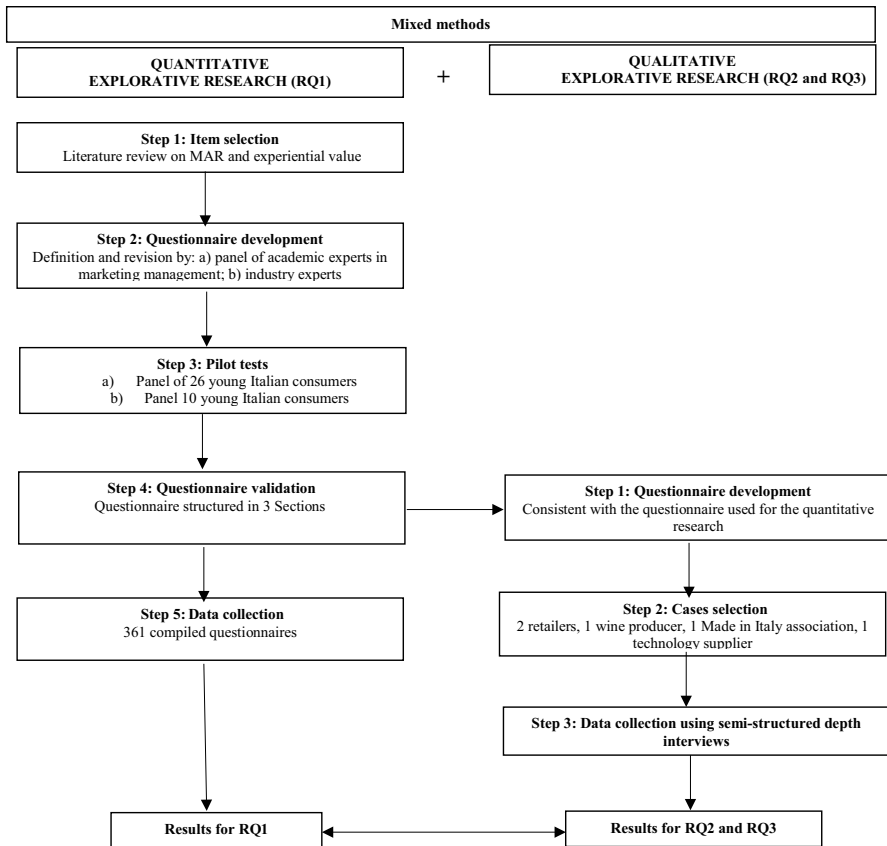 Mixed methods
QUANTITATIVE
EXPLORATIVE RESEARCH (RQ1)
+
QUALITATIVE
EXPLORATIVE RESEARCH (RQ2 and RQ3)
Step 1: Item selection
Literature review on MAR and experiential value
Step 2: Questionnaire development
Definition and revision by: a) panel of academic experts in
marketing management; b) industry experts
Step 3: Pilot tests
a) Panel of 26 young Italian consumers
b) Panel 10 young Italian consumers
Step 4: Questionnaire validation
Questionnaire structured in 3 Sections
Step 1: Questionnaire development
Consistent with the questionnaire used for the quantitative
research
Step 5: Data collection
361 compiled questionnaires
Step 2: Cases selection
2 retailers, 1 wine producer, 1 Made in Italy association, 1
technology supplier
Step 3: Data collection using semi-structured depth
interviews
Results for RQ1
Results for RQ2 and RQ3